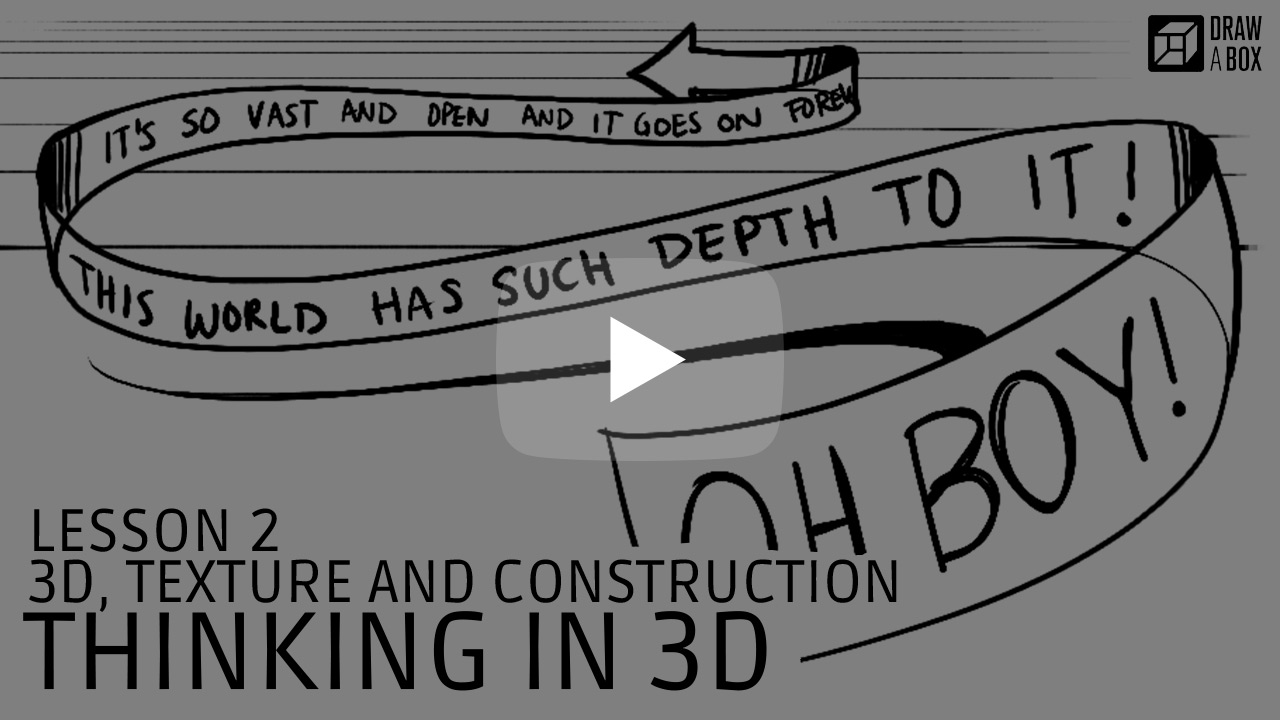 DRAW
A BOX
IT'S SO VAST AND OPEN AND IT GOES ON
THIS WORLD HAS SUCH DEPTH TO IT!
OH BOY!
LESSON 2
3D, TEXTURE AND CONSTRUCTION
THINKING IN 3D